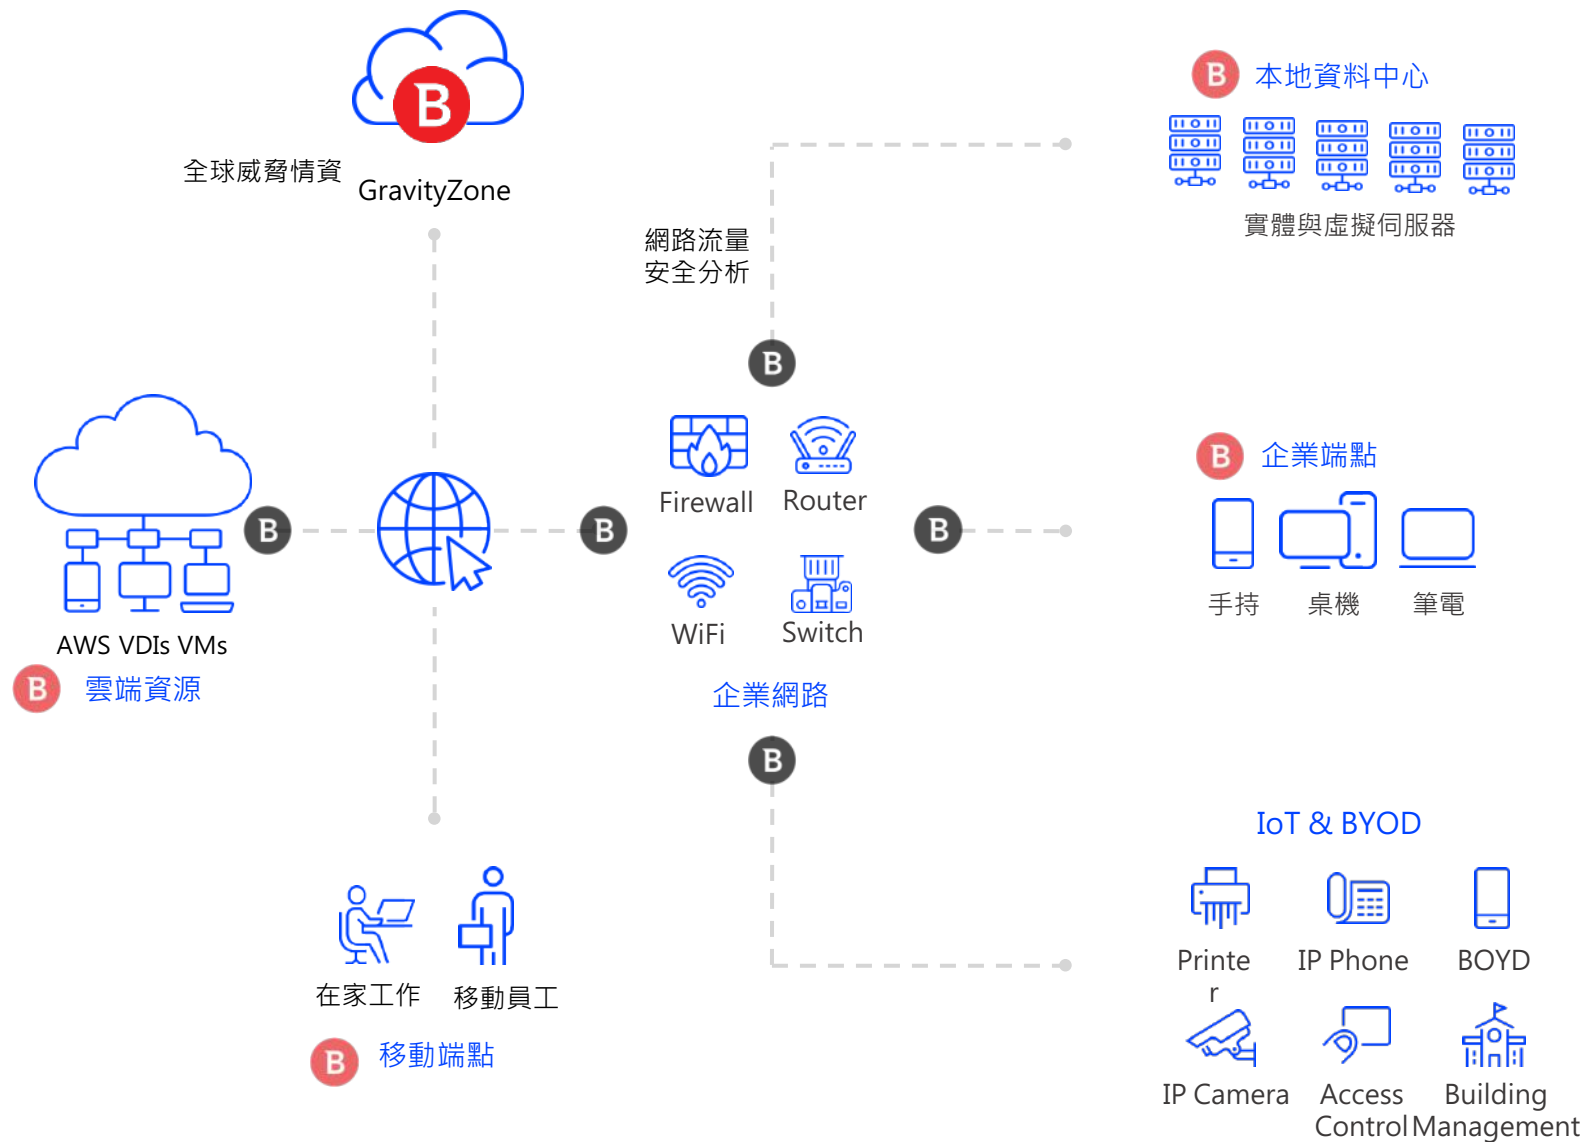 B
全球威脅情資
GravityZone
B
AWS VDIs VMs
B 雲端資源
在家工作
移動員工
B 移動端點
網路流量
安全分析
B
B
B
Firewall
Router
WiFi
Switch
企業網路
B
B 本地資料中心
實體與虛擬伺服器
B 企業端點
手持
桌機
筆電
IoT & BYOD
Printe
r
IP Phone
BOYD
IP Camera
Access
Control
Building
Management